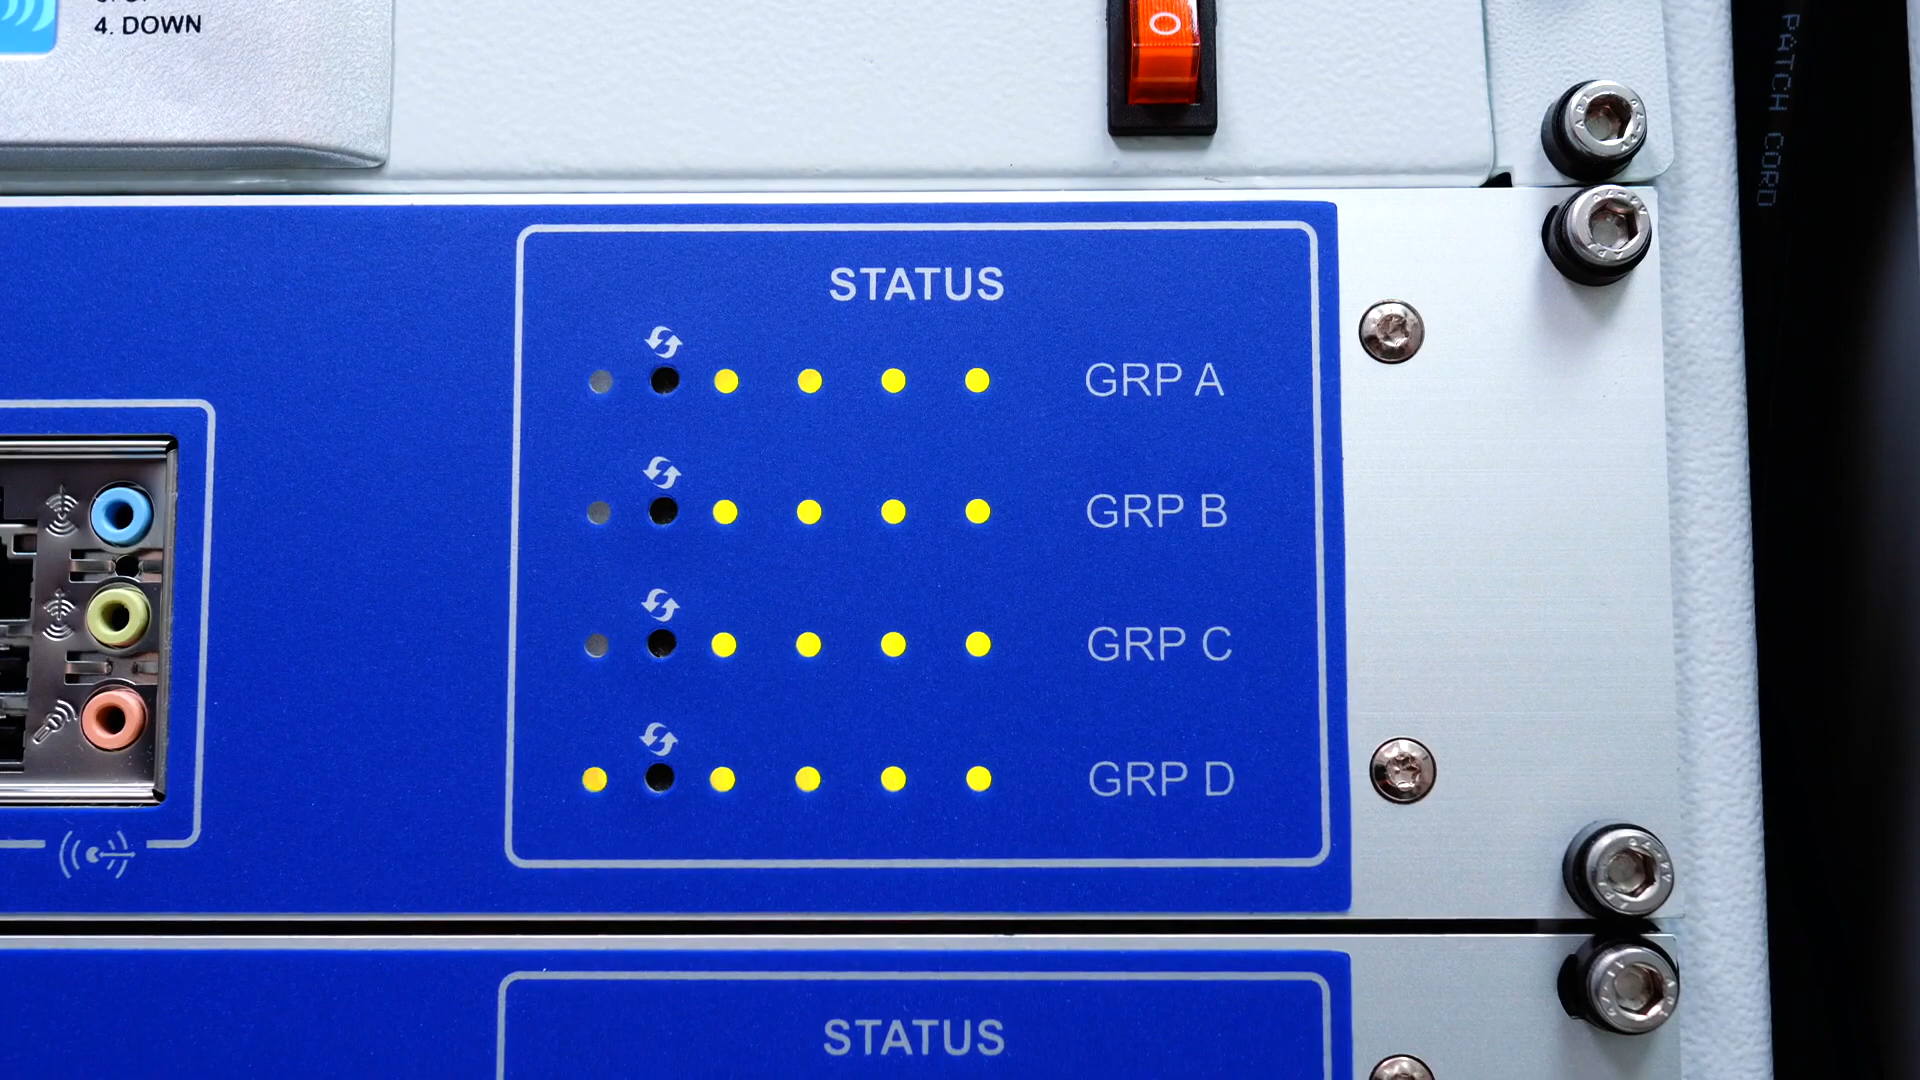 4. DOWN
PATCH CORD
STATUS
GRP A
GRP B
GRP C
GRP D
STATUS